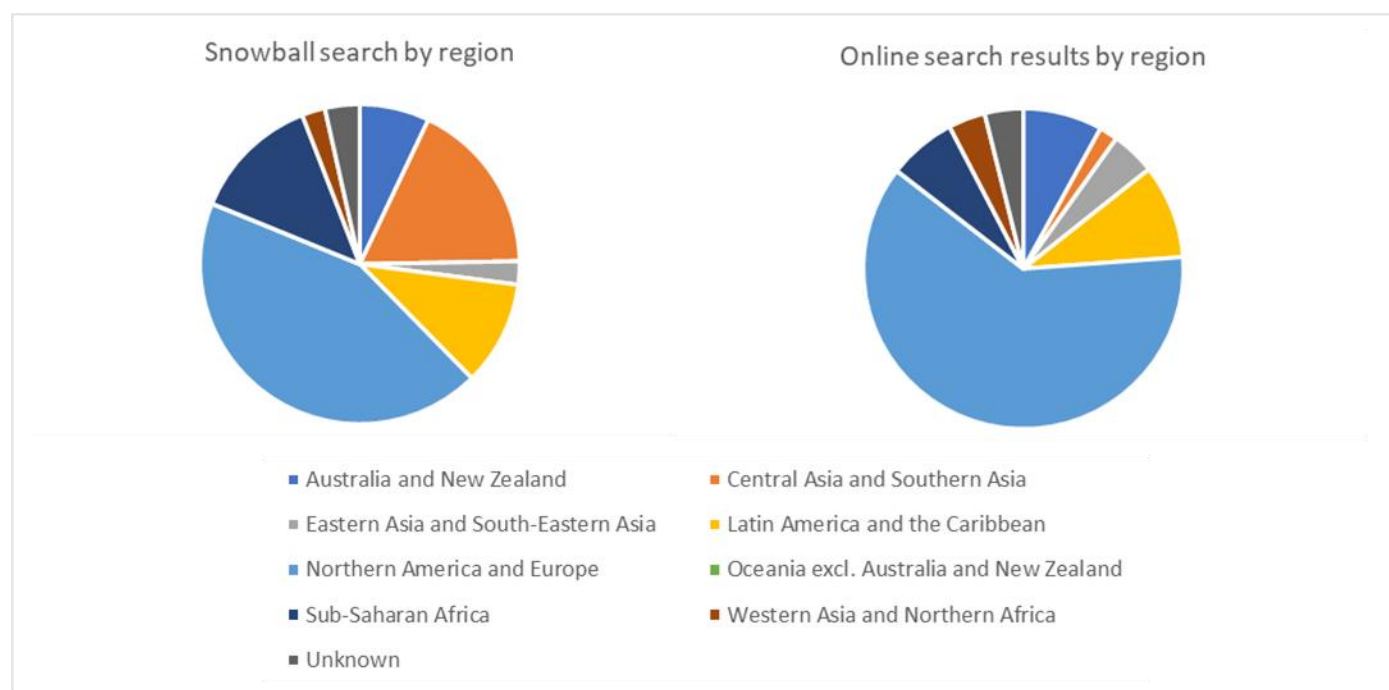 Snowball search by region
Online search results by region
Australia and New Zealand
Central Asia and Southern Asia
Eastern Asia and South-Eastern Asia
Latin America and the Caribbean
Northern America and Europe
Oceania excl. Australia and New Zealand
Sub-Saharan Africa
Western Asia and Northern Africa
Unknown